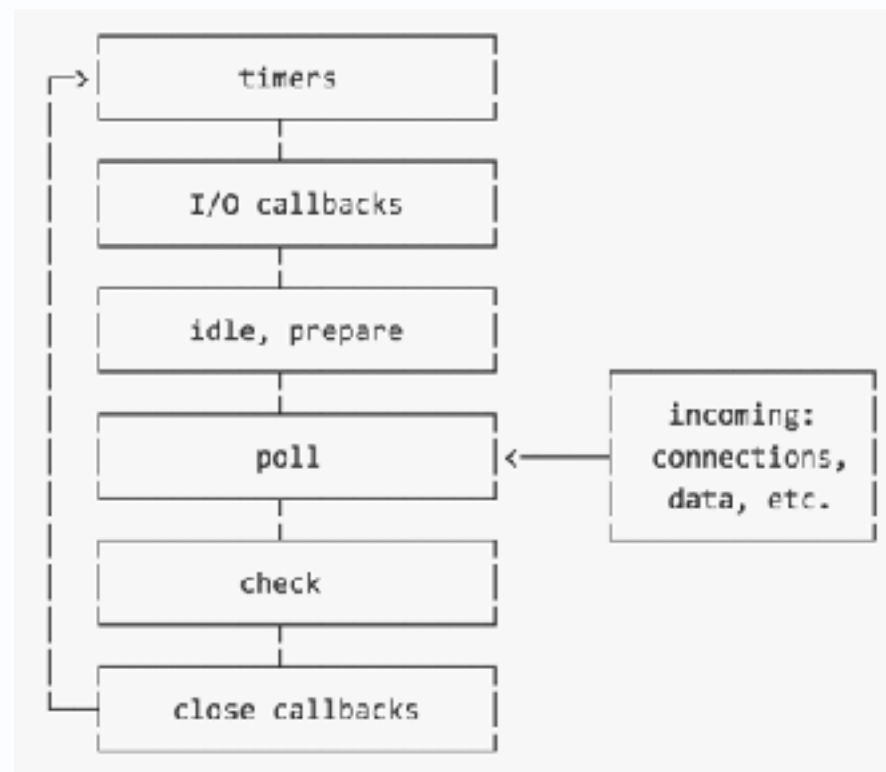 timers
I/O callbacks
idle, prepare
poll
incoming:
connections,
data, etc.
check
close callbacks